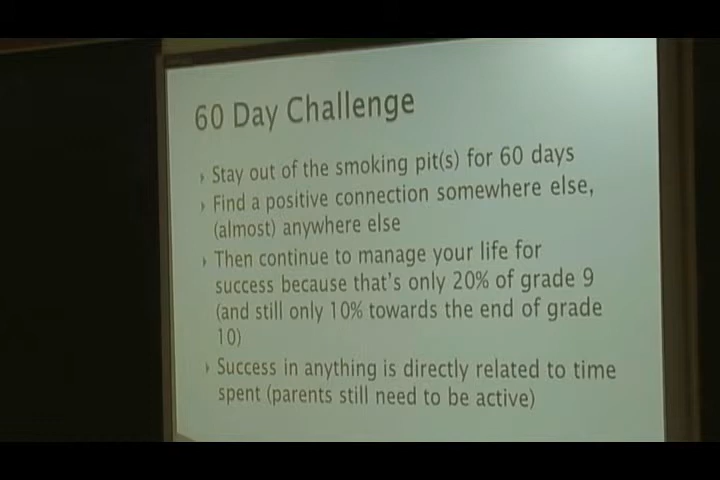 60 Day Challenge
Stay out of the smoking pit(s) for 60 days
Find a positive connection somewhere else,
(almost) anywhere else
Then continue to manage your life for
success because that's only 20% of grade 9
(and still only 10% towards the end of grade
10)
Success in anything is directly related to time
spent (parents still need to be active)